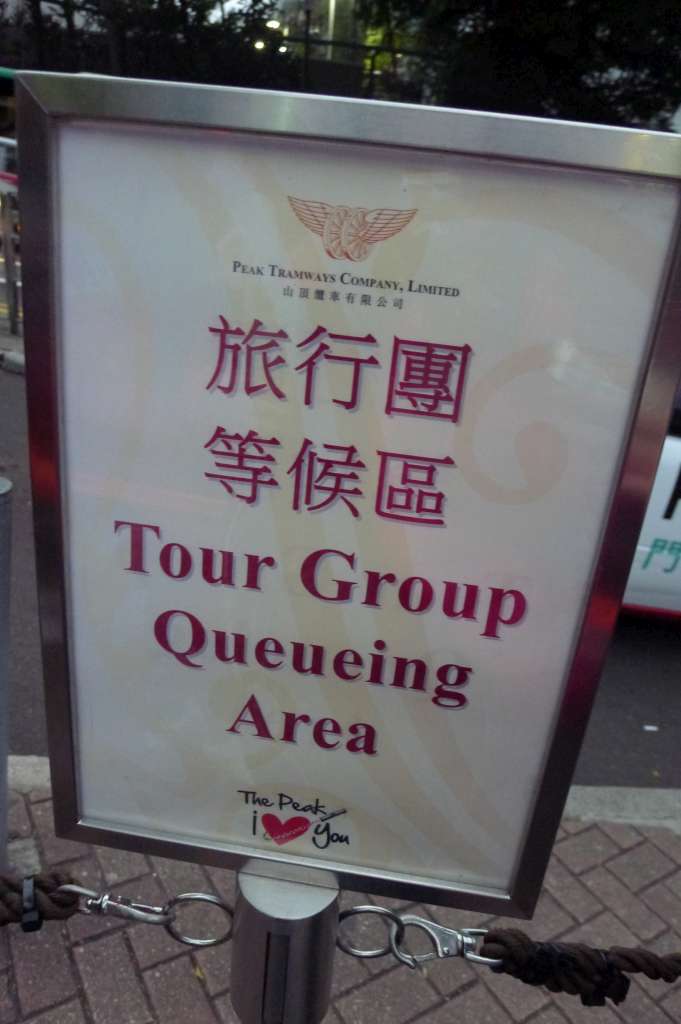 PEAK TRAMWAYS COMPANY, LIMITED
山頂纜車有限公司
旅行團
等候區
Tour Group
Queueing
Area
The Peak
i you
門